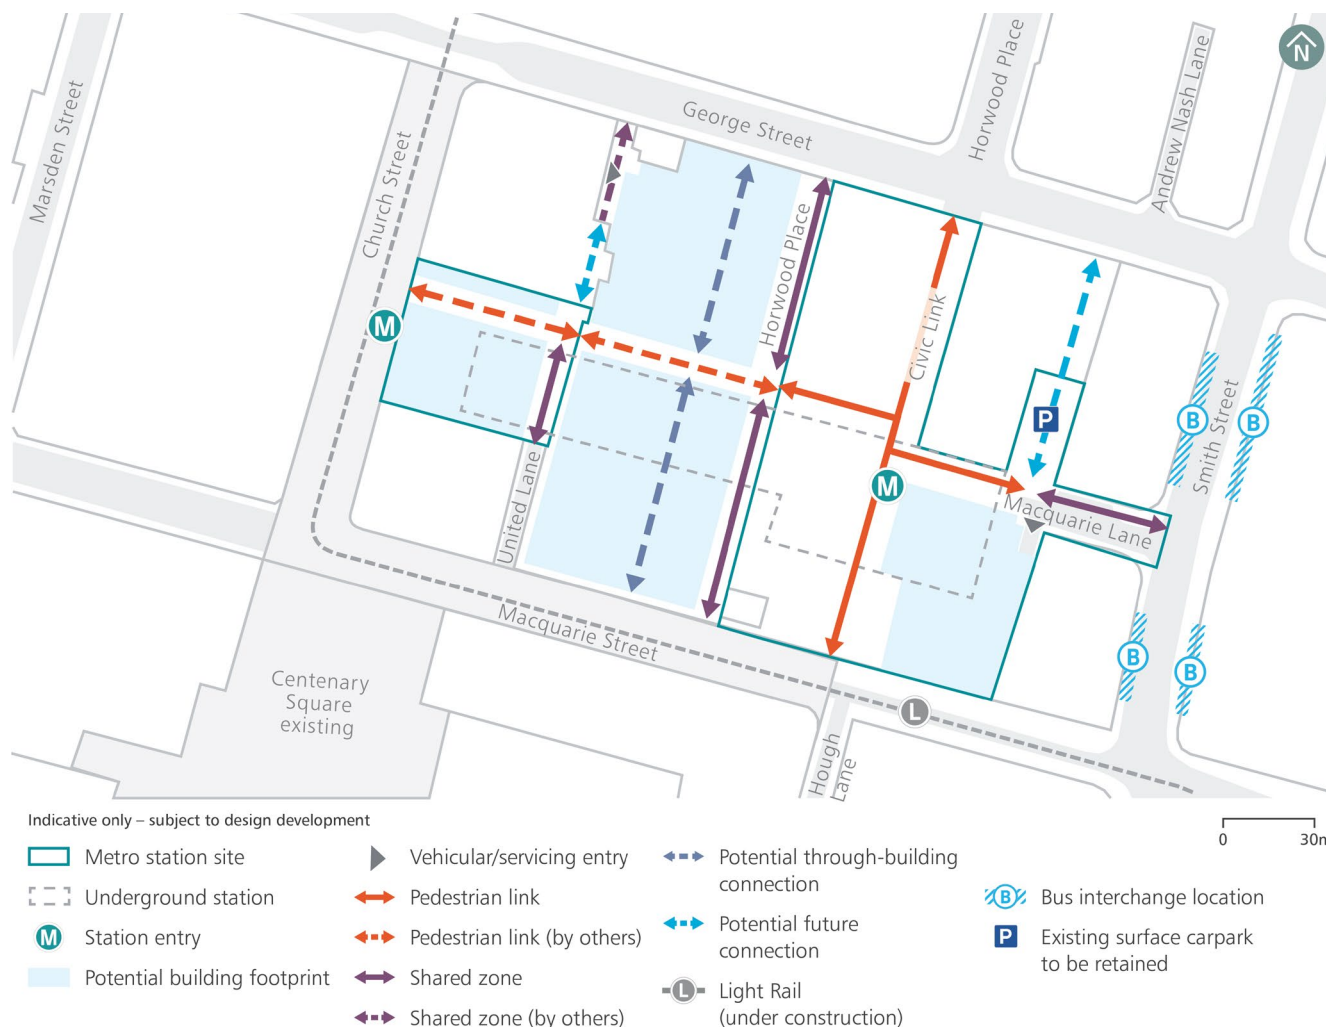 N
Marsden Street
Church Street
George Street
Horwood Place
Andrew Nash Lane
Horwood Place
Civic Link
M
P
B
B
Smith Street
M
Macquarie Lane
United Lane
Macquarie Street
B
B
Centenary
Square
existing
L
Hough
Lane
Indicative only – subject to design development
0 30m
Metro station site
Underground station
M Station entry
Potential building footprint
Vehicular/servicing entry
Pedestrian link
Pedestrian link (by others)
Shared zone
Shared zone (by others)
Potential through-building
connection
Potential future
connection
L Light Rail
(under construction)
B Bus interchange location
P Existing surface carpark
to be retained